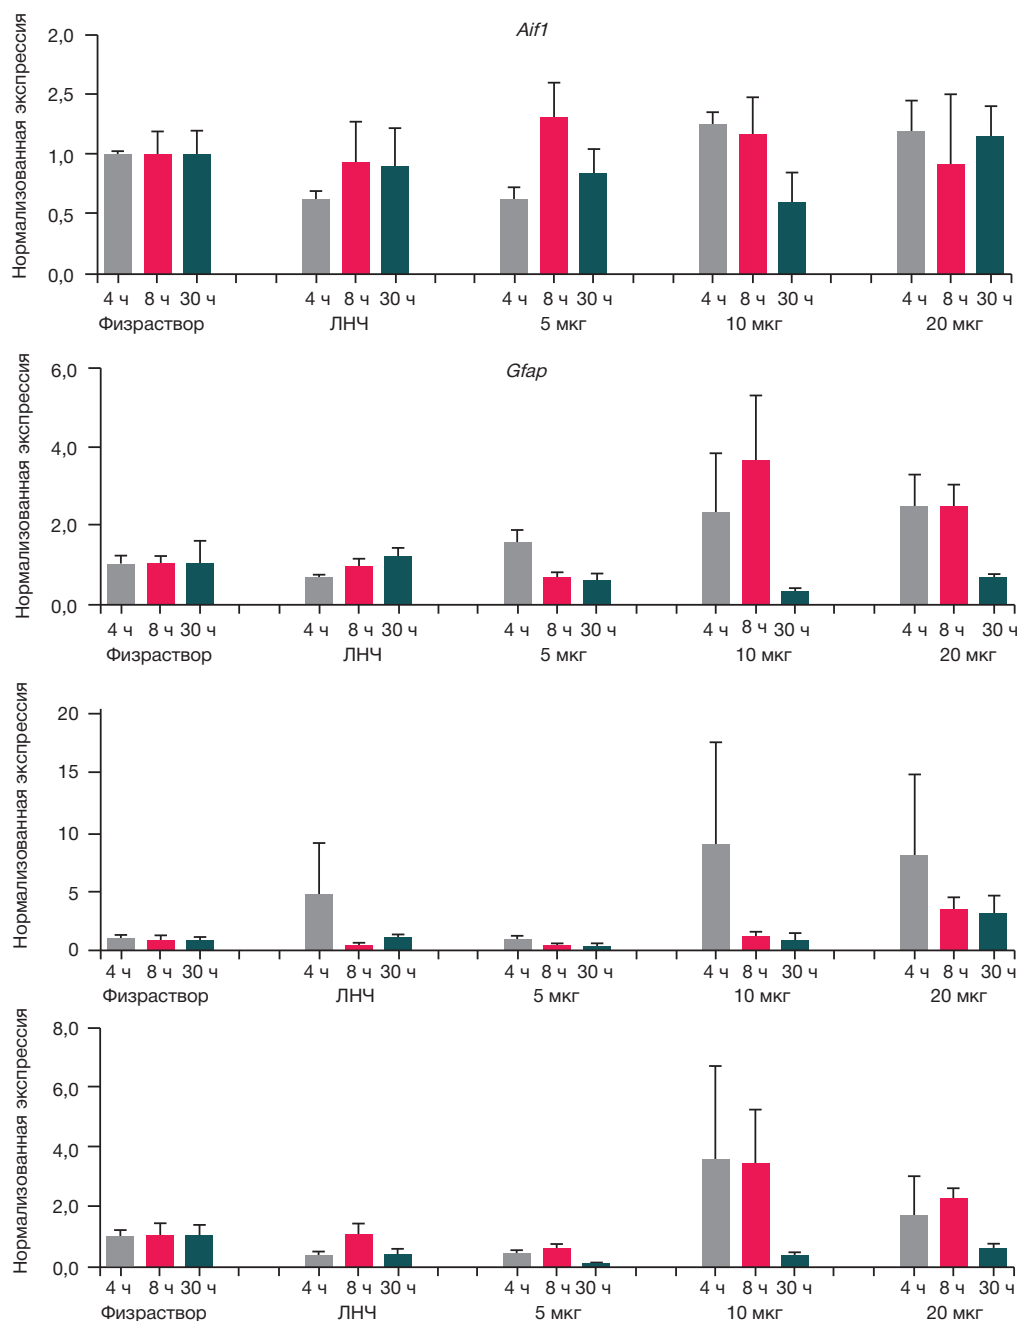 Aif1
Нормализованная экспрессия
2,0
2,5
1,0
0,5
0,0
4 ч 8 ч 30 ч 4 ч 8 ч 30 ч 4 ч 8 ч 30 ч 4 ч 8 ч 30 ч 4 ч 8 ч 30 ч
Физраствор ЛНЧ 5 мкг 10 мкг 20 мкг
Gfap
Нормализованная экспрессия
6,0
4,0
2,0
0,0
4 ч 8 ч 30 ч 4 ч 8 ч 30 ч 4 ч 8 ч 30 ч 4 ч 8 ч 30 ч 4 ч 8 ч 30 ч
Физраствор ЛНЧ 5 мкг 10 мкг 20 мкг
Нормализованная экспрессия
20
15
10
5
0
4 ч 8 ч 30 ч 4 ч 8 ч 30 ч 4 ч 8 ч 30 ч 4 ч 8 ч 30 ч 4 ч 8 ч 30 ч
Физраствор ЛНЧ 5 мкг 10 мкг 20 мкг
Нормализованная экспрессия
8,0
6,0
4,0
2,0
0,0
4 ч 8 ч 30 ч 4 ч 8 ч 30 ч 4 ч 8 ч 30 ч 4 ч 8 ч 30 ч 4 ч 8 ч 30 ч
Физраствор ЛНЧ 5 мкг 10 мкг 20 мкг